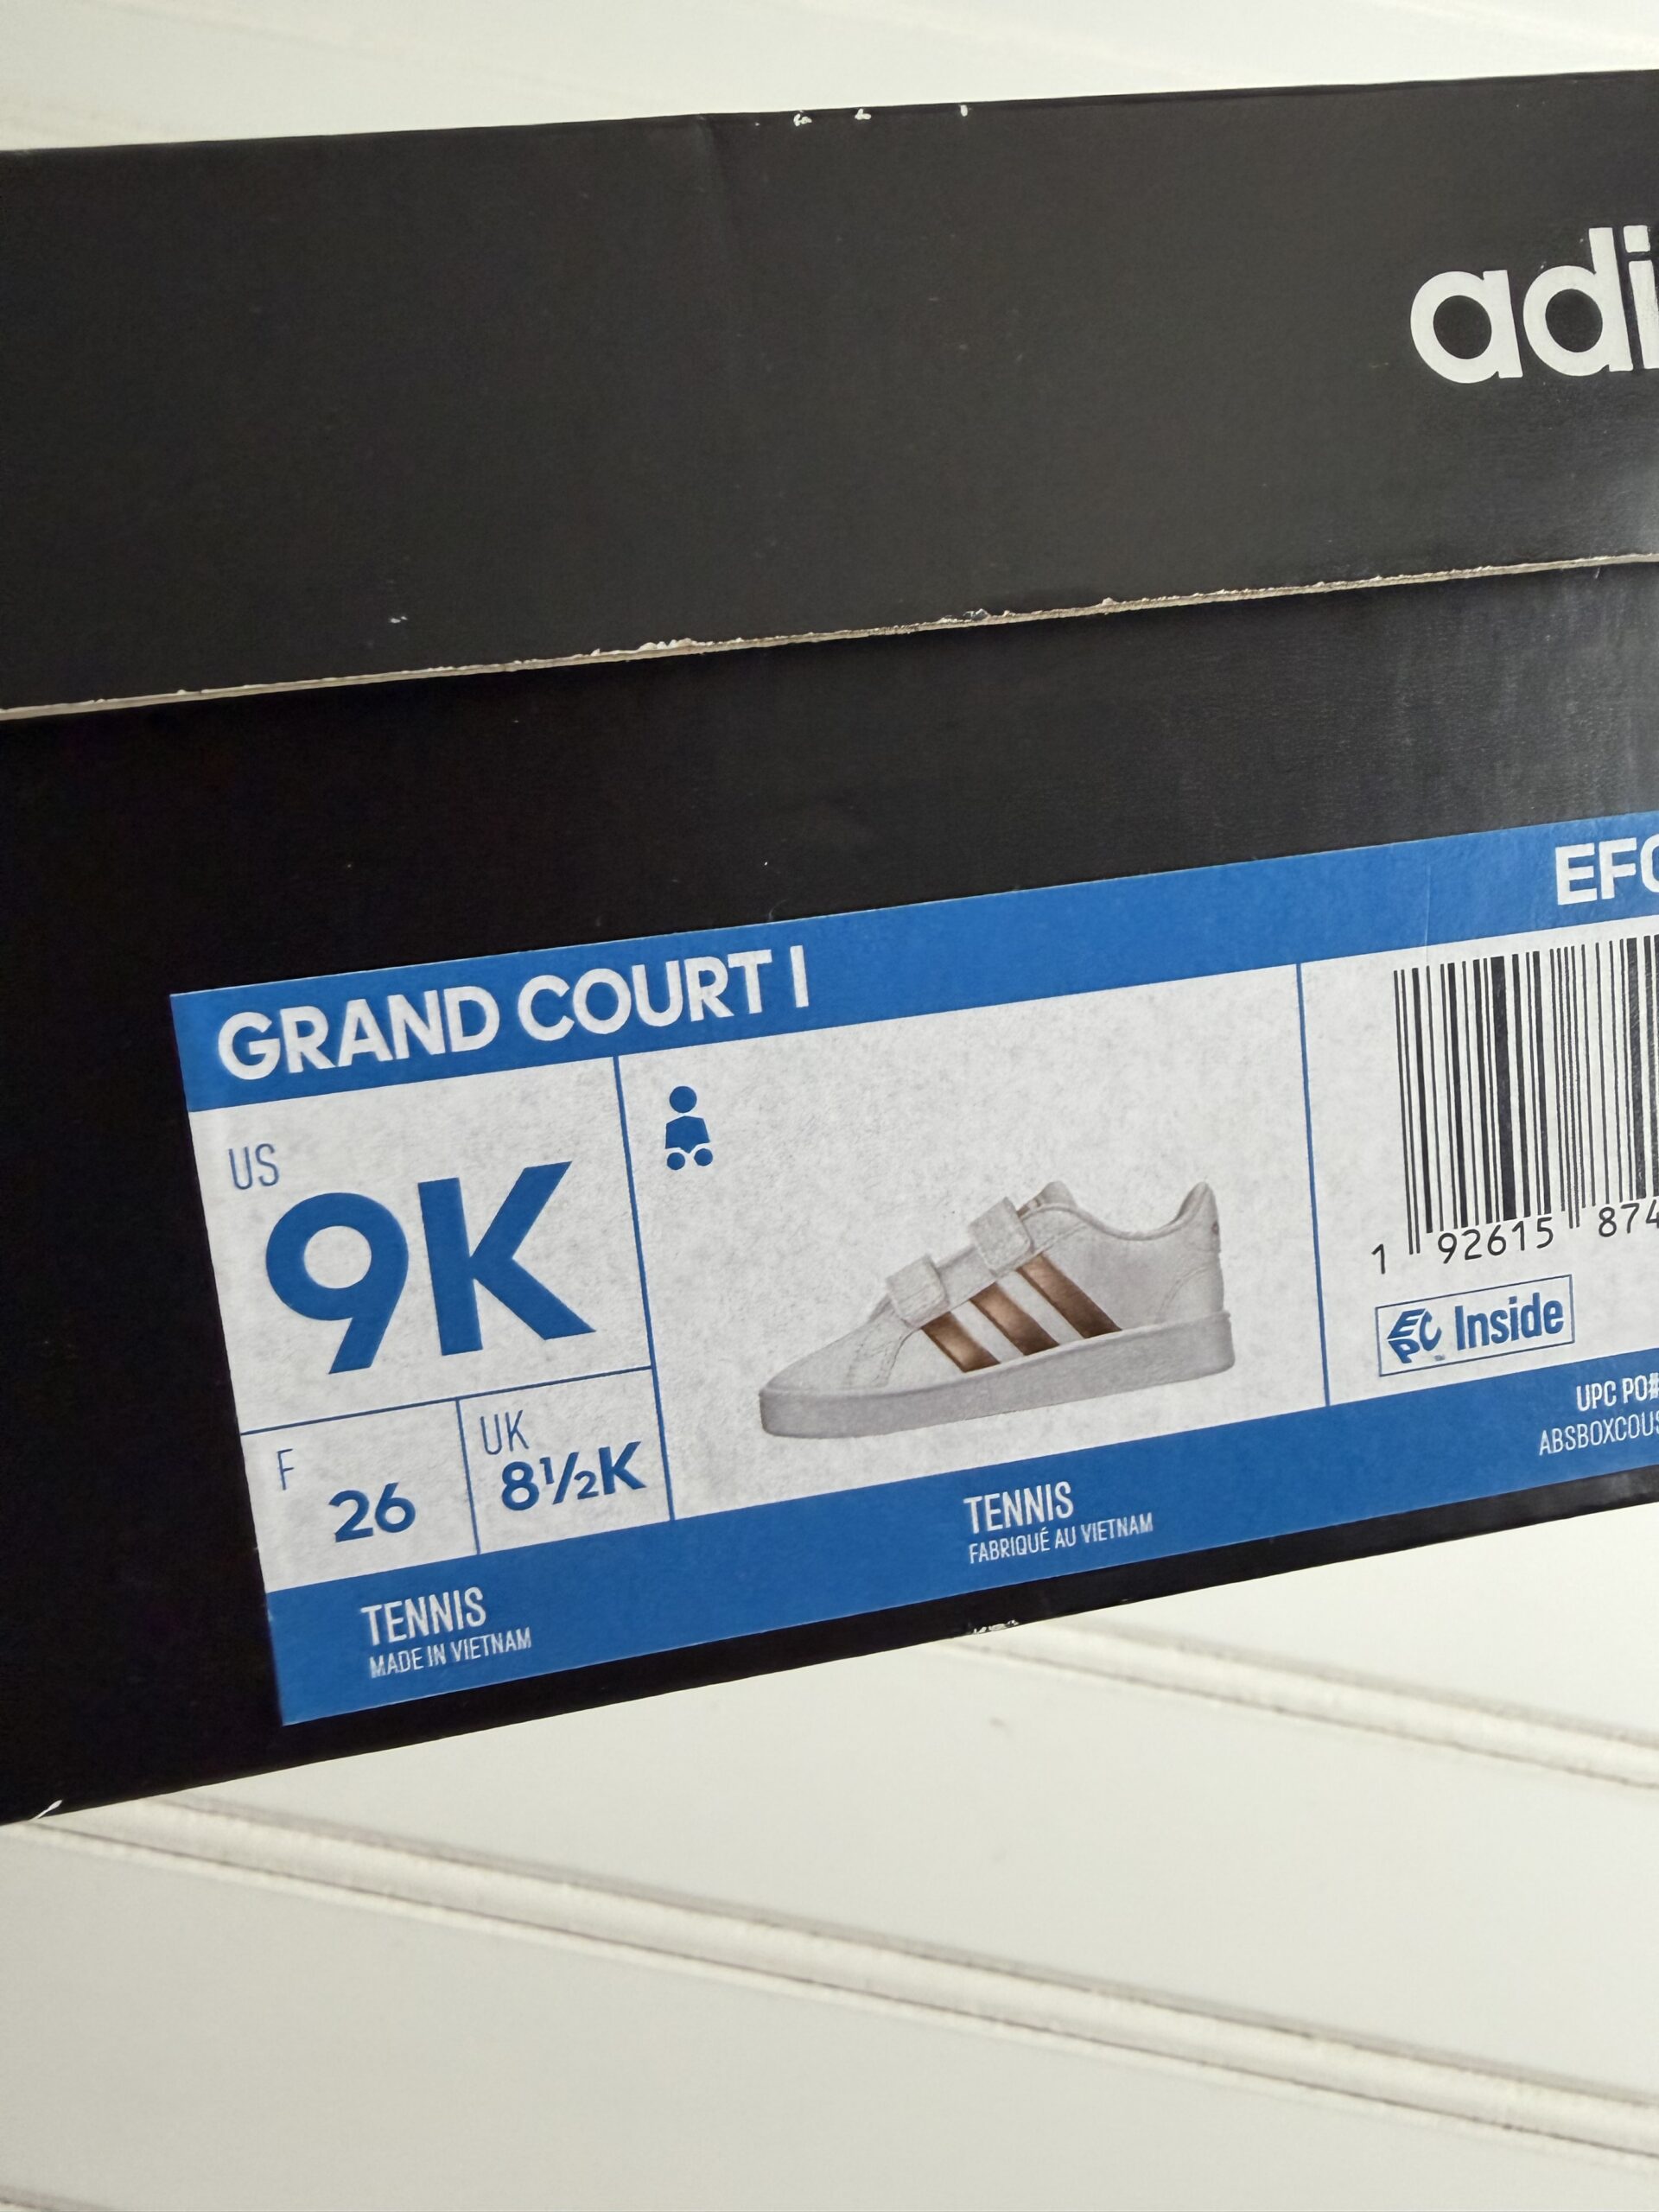 adi
GRAND COURT I
EF0
US
9K
F
26
UK
8½K
1 92615 874
EPC Inside
UPC PO#
ABSBOXCOUS
TENNIS
MADE IN VIETNAM
TENNIS
FABRIQUÉ AU VIETNAM